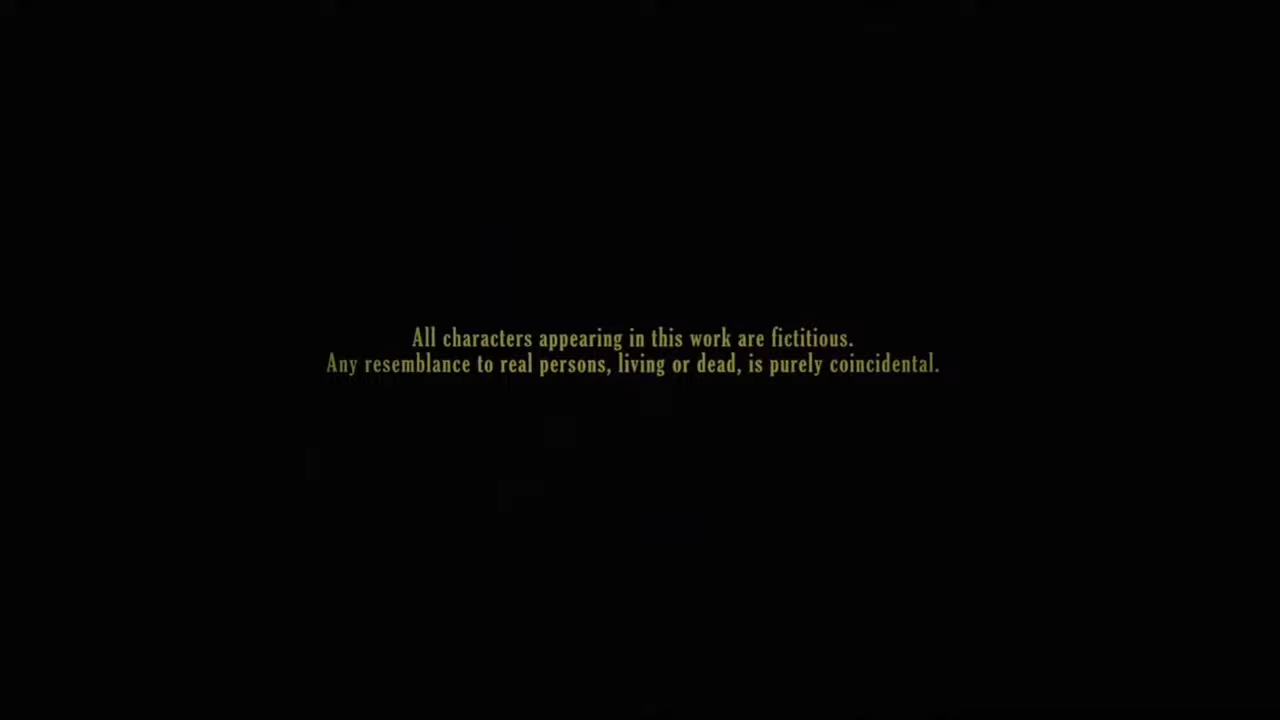 All characters appearing in this work are fictitious.
Any resemblance to real persons, living or dead, is purely coincidental.